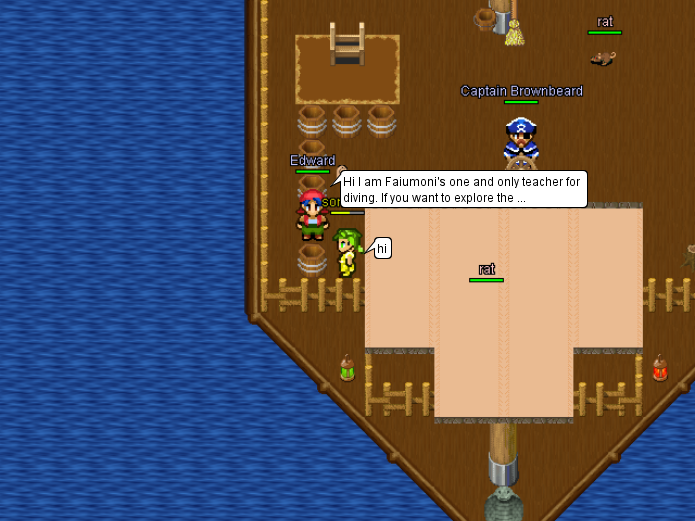 rat
Captain Brownbeard
Edward
Hi I am Faiumoni's one and only teacher for
diving. If you want to explore the ...
hi
rat